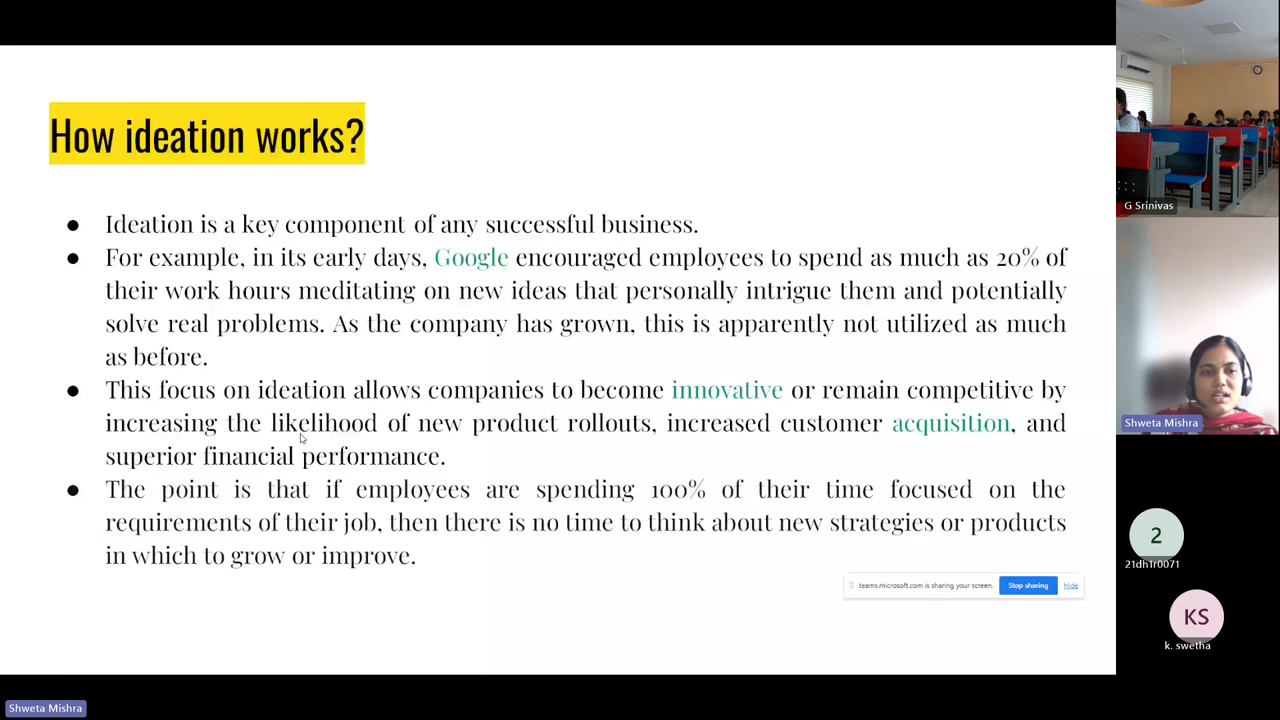 How ideation works?
● Ideation is a key component of any successful business.
● For example, in its early days, Google encouraged employees to spend as much as 20% of
their work hours meditating on new ideas that personally intrigue them and potentially
solve real problems. As the company has grown, this is apparently not utilized as much
as before.
● This focus on ideation allows companies to become innovative or remain competitive by
increasing the likelihood of new product rollouts, increased customer acquisition, and
superior financial performance.
● The point is that if employees are spending 100% of their time focused on the
requirements of their job, then there is no time to think about new strategies or products
in which to grow or improve.
teams.microsoft.com is sharing your screen. Stop sharing Hide
G Srinivas
Shweta Mishra
2
21dh1r0071
KS
k. swetha
Shweta Mishra